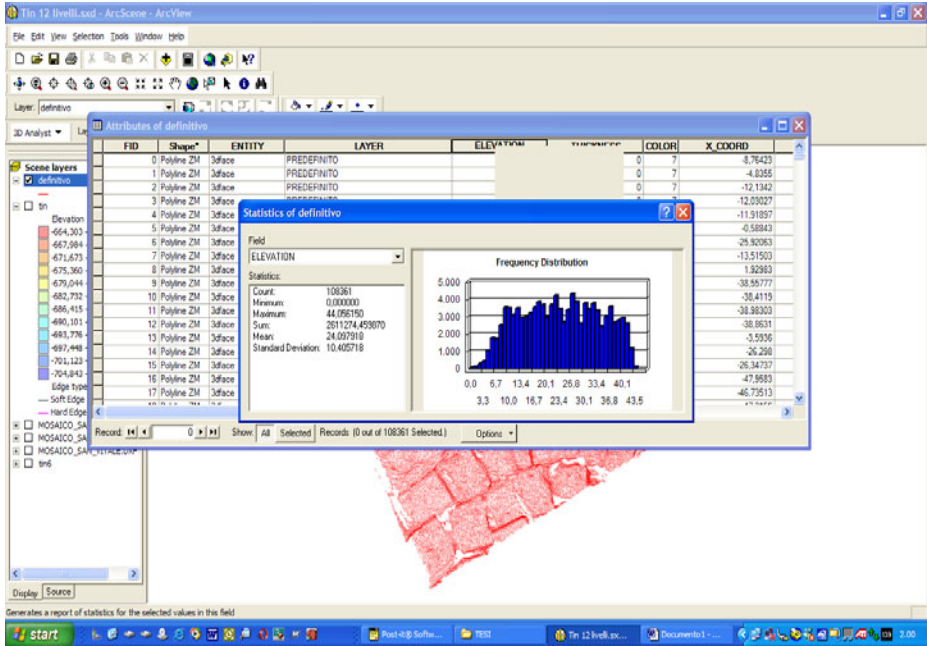 Tin 12 livelli.sxd - ArcScene - ArcView
File Edit View Selection Tools Window Help
Layer: definitivo
3D Analyst
Attributes of definitivo
FID Shape* ENTITY LAYER ELEVATION THICKNESS COLOR X_COORD
0 Polyline ZM 3dface PREDEFINITO 0 7 -8,76423
1 Polyline ZM 3dface PREDEFINITO 0 7 -4,8355
2 Polyline ZM 3dface PREDEFINITO 0 7 -12,1342
3 Polyline ZM 3dface PREDEFINITO 0 7 -12,03027
4 Polyline ZM 3dface -11,91897
5 Polyline ZM 3dface -0,58843
6 Polyline ZM 3dface -25,92063
7 Polyline ZM 3dface -13,51503
8 Polyline ZM 3dface 1,92983
9 Polyline ZM 3dface -38,55777
10 Polyline ZM 3dface -38,4119
11 Polyline ZM 3dface -38,98303
12 Polyline ZM 3dface -38,8631
13 Polyline ZM 3dface -3,5936
14 Polyline ZM 3dface -26,298
15 Polyline ZM 3dface -26,34737
16 Polyline ZM 3dface -47,9583
17 Polyline ZM 3dface -46,73513
Scene layers
definitivo
tin
Elevation
-664,303 -
-667,984 -
-671,673 -
-675,360 -
-679,044 -
-682,732 -
-686,415 -
-690,101 -
-693,776 -
-697,448 -
-701,123 -
-704,842 -
Edge type
Soft Edge
Hard Edge
MOSAICO_SA
MOSAICO_SA
MOSAICO_SAN_VITALE.DXF
tin6
Statistics of definitivo
Field
ELEVATION
Statistics:
Count: 108361
Minimum: 0,000000
Maximum: 44,056150
Sum: 2611274,459870
Mean: 24,097918
Standard Deviation: 10,405718
Frequency Distribution
5.000
4.000
3.000
2.000
1.000
0
0,0 6,7 13,4 20,1 26,8 33,4 40,1
3,3 10,0 16,7 23,4 30,1 36,8 43,5
Record: 0 Show: All Selected Records (0 out of 108361 Selected.) Options
Display Source
Generates a report of statistics for the selected values in this field
start Post-it® Softw... TESI Tin 12 livelli.sx... Documento1 - ... 2.00